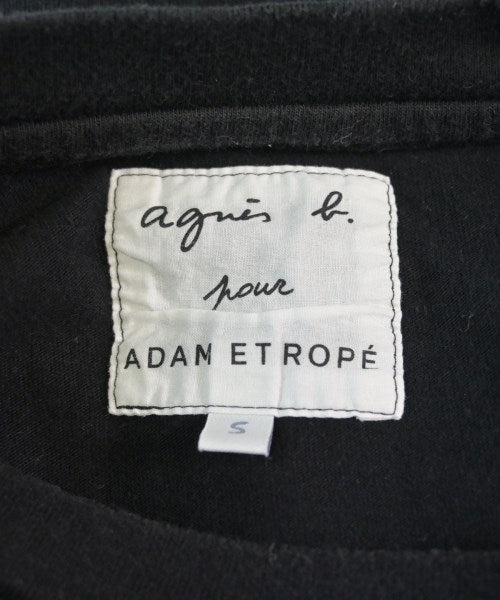 agnès b.
pour
ADAM ET ROPÉ
S